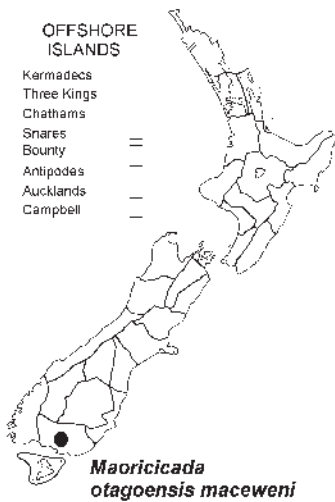 OFFSHORE
ISLANDS
Kermadecs
Three Kings
Chathams
Snares
Bounty
Antipodes
Aucklands
Campbell
Maoricicada
otagoensis maceweni